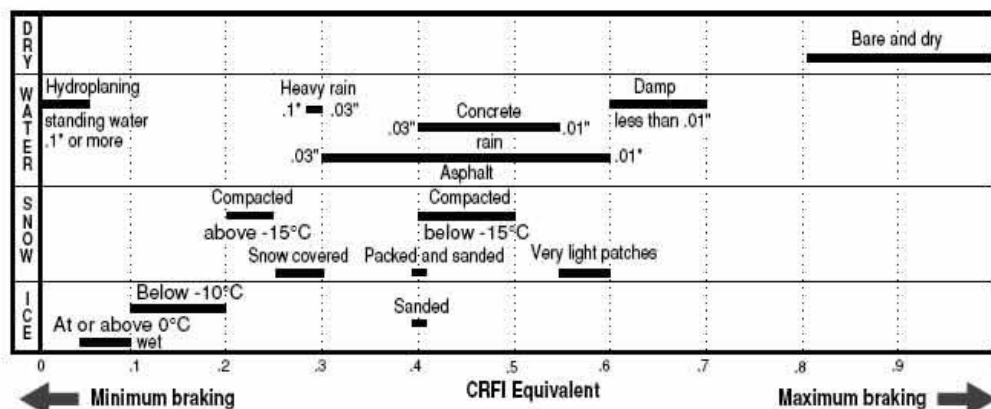 DRY
Bare and dry
WATER
Hydroplaning
standing water
.1" or more
Heavy rain
.1" .03"
Damp
less than .01"
Concrete
.03" .01"
rain
.03" .01"
Asphalt
SNOW
Compacted
above -15°C
Compacted
below -15°C
Snow covered
Packed and sanded
Very light patches
ICE
Below -10°C
Sanded
At or above 0°C
wet
0 .1 .2 .3 .4 .5 .6 .7 .8 .9
Minimum braking CRFI Equivalent Maximum braking